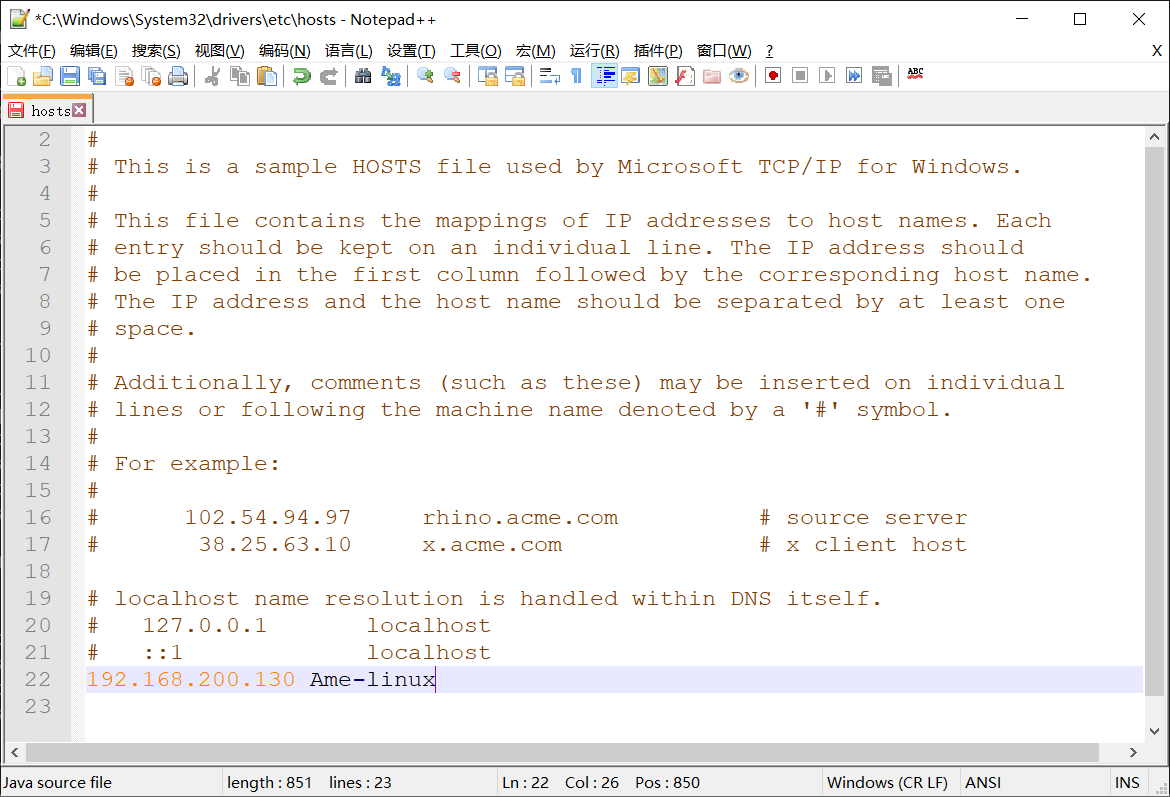 *C:\Windows\System32\drivers\etc\hosts - Notepad++
文件(F) 编辑(E) 搜索(S) 视图(V) 编码(N) 语言(L) 设置(T) 工具(O) 宏(M) 运行(R) 插件(P) 窗口(W) ? X
ABC
hosts
2 #
3 # This is a sample HOSTS file used by Microsoft TCP/IP for Windows.
4 #
5 # This file contains the mappings of IP addresses to host names. Each
6 # entry should be kept on an individual line. The IP address should
7 # be placed in the first column followed by the corresponding host name.
8 # The IP address and the host name should be separated by at least one
9 # space.
10 #
11 # Additionally, comments (such as these) may be inserted on individual
12 # lines or following the machine name denoted by a '#' symbol.
13 #
14 # For example:
15 #
16 # 102.54.94.97 rhino.acme.com # source server
17 # 38.25.63.10 x.acme.com # x client host
18
19 # localhost name resolution is handled within DNS itself.
20 # 127.0.0.1 localhost
21 # ::1 localhost
22 192.168.200.130 Ame-linux
23
Java source file length : 851 lines : 23 Ln : 22 Col : 26 Pos : 850 Windows (CR LF) ANSI INS